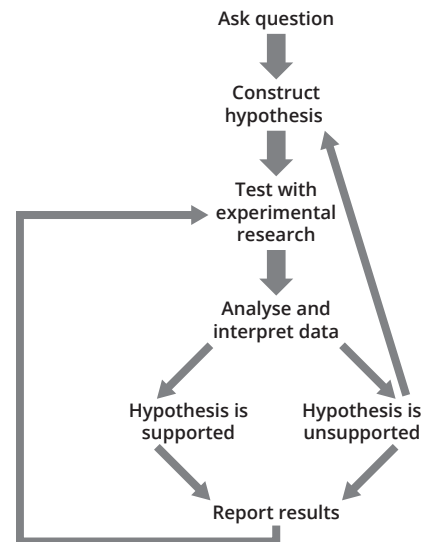 Ask question
Construct
hypothesis
Test with
experimental
research
Analyse and
interpret data
Hypothesis is
supported
Hypothesis is
unsupported
Report results